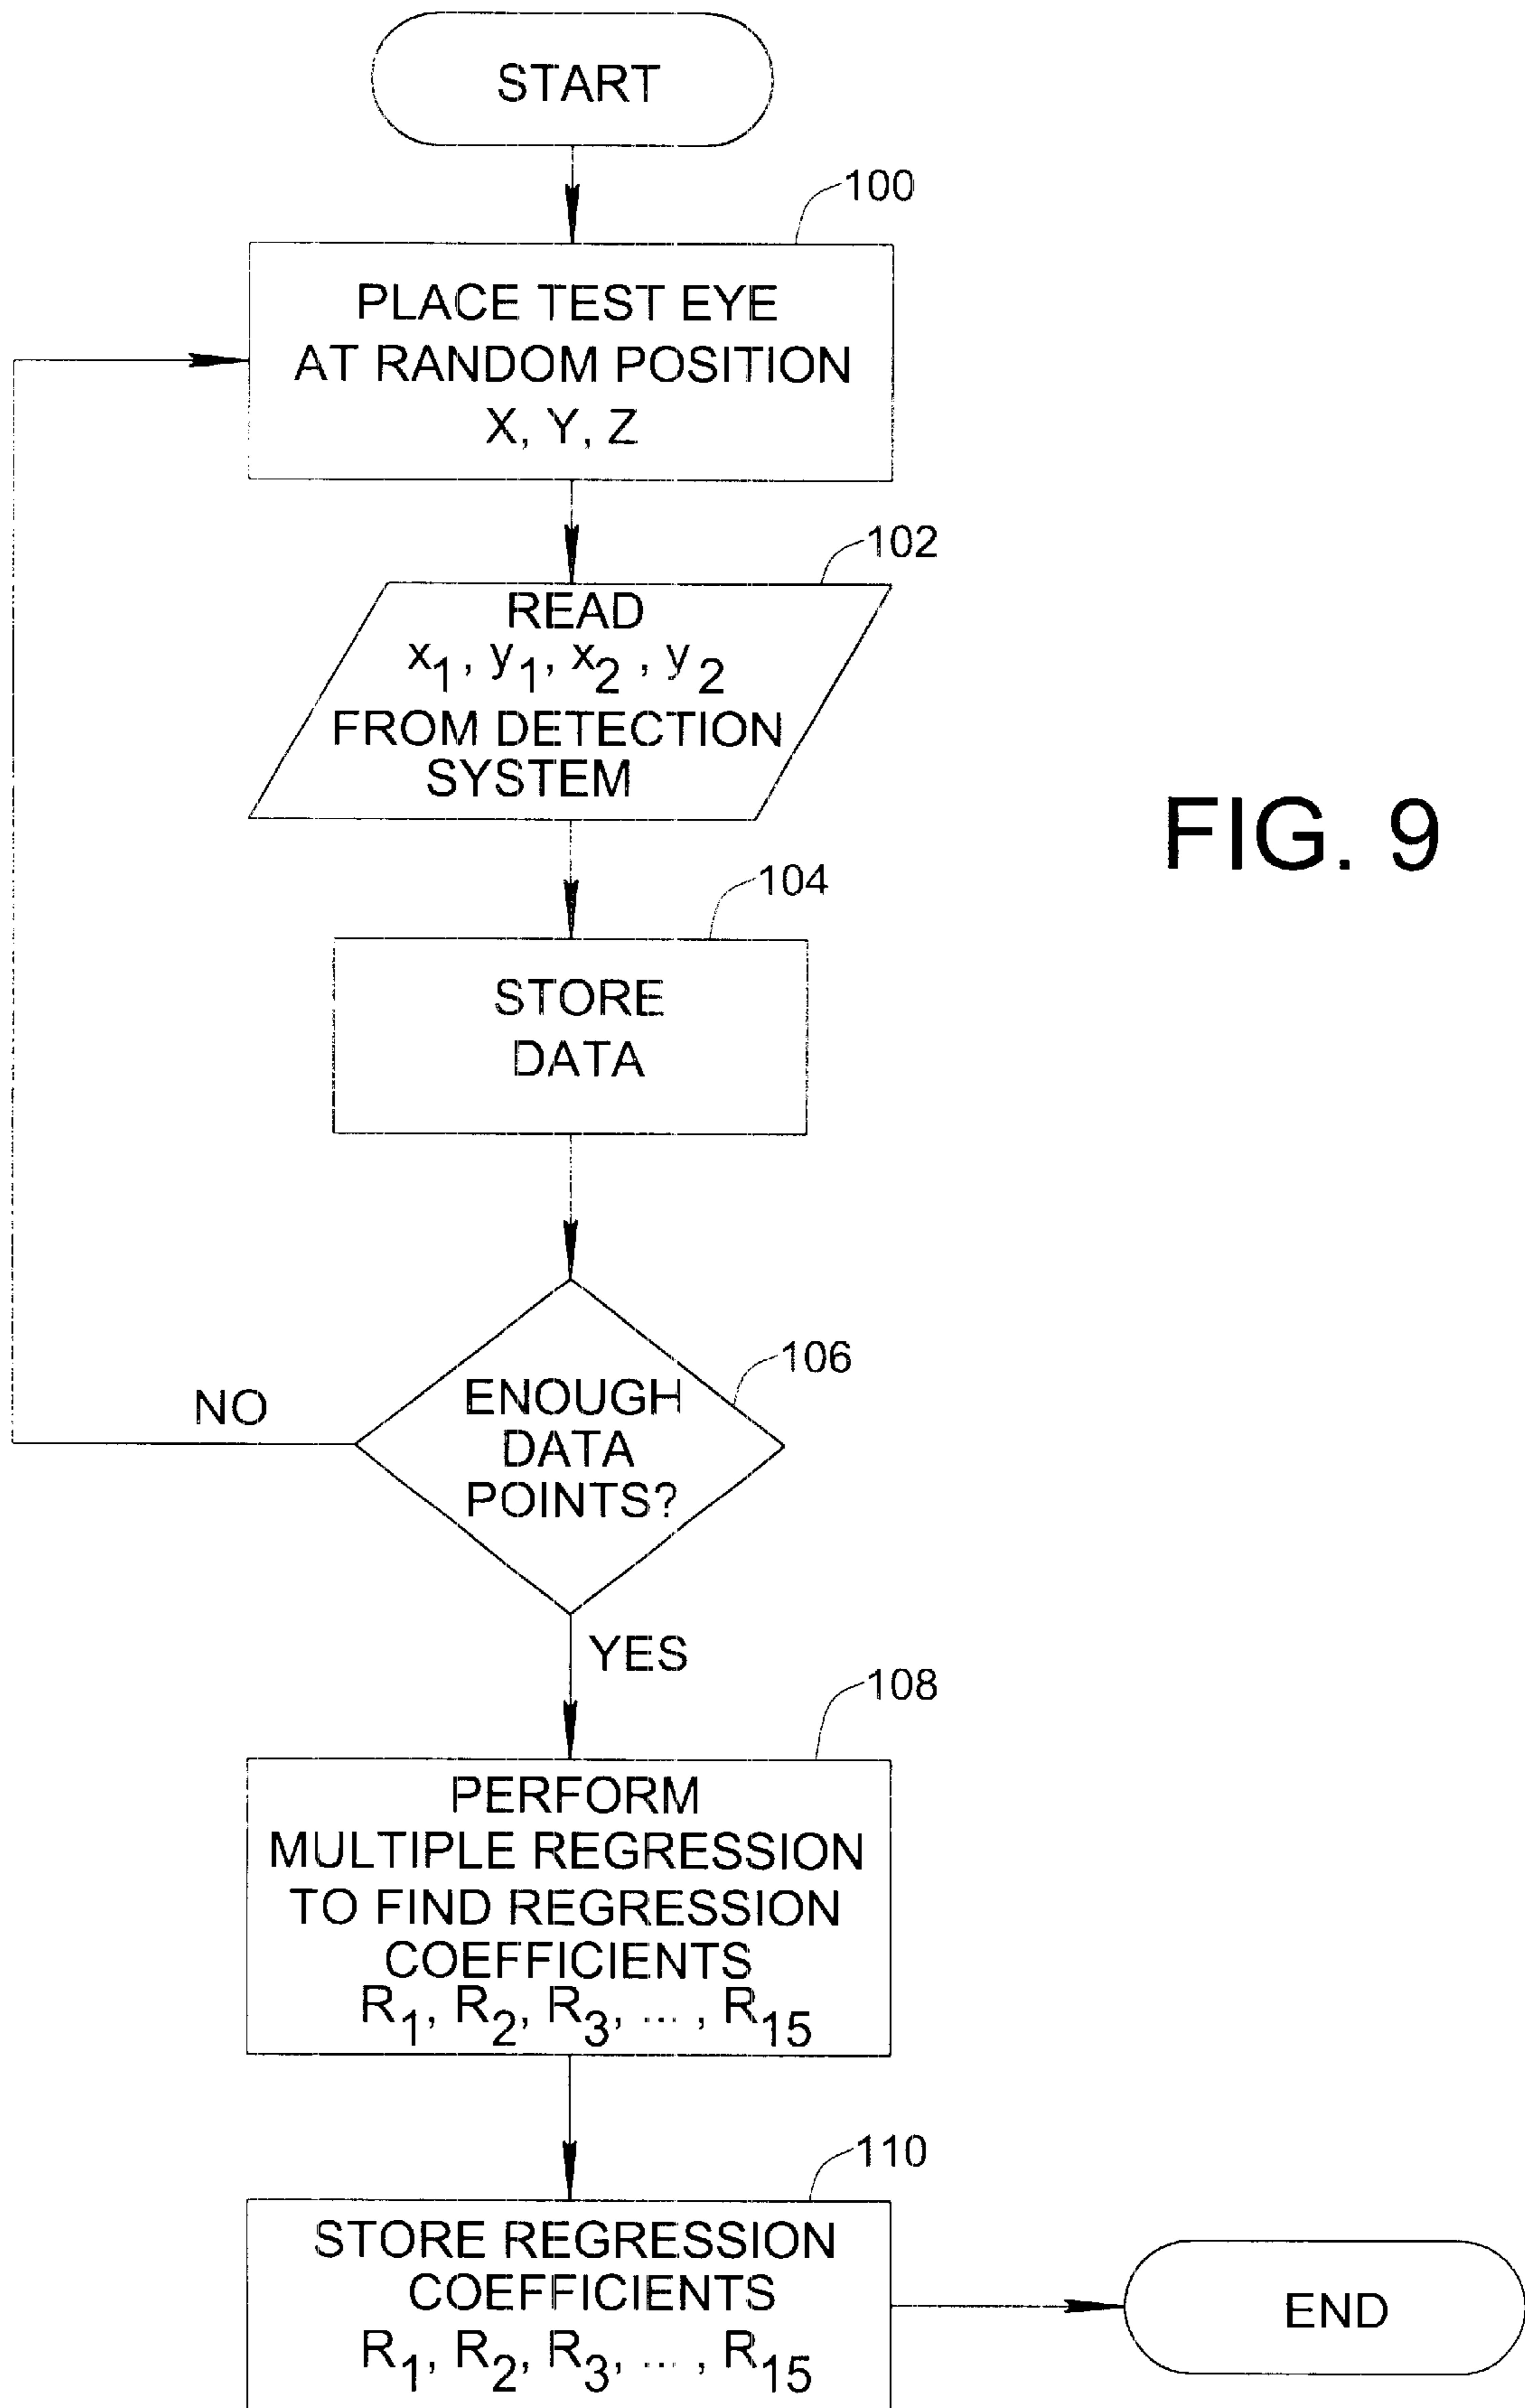 START
100
PLACE TEST EYE
AT RANDOM POSITION
X, Y, Z
102
READ
x₁, y₁, x₂, y₂
FROM DETECTION
SYSTEM
FIG. 9
104
STORE
DATA
106
ENOUGH
DATA
POINTS?
NO
YES
108
PERFORM
MULTIPLE REGRESSION
TO FIND REGRESSION
COEFFICIENTS
R₁, R₂, R₃, ... , R₁₅
110
STORE REGRESSION
COEFFICIENTS
R₁, R₂, R₃, ... , R₁₅
END